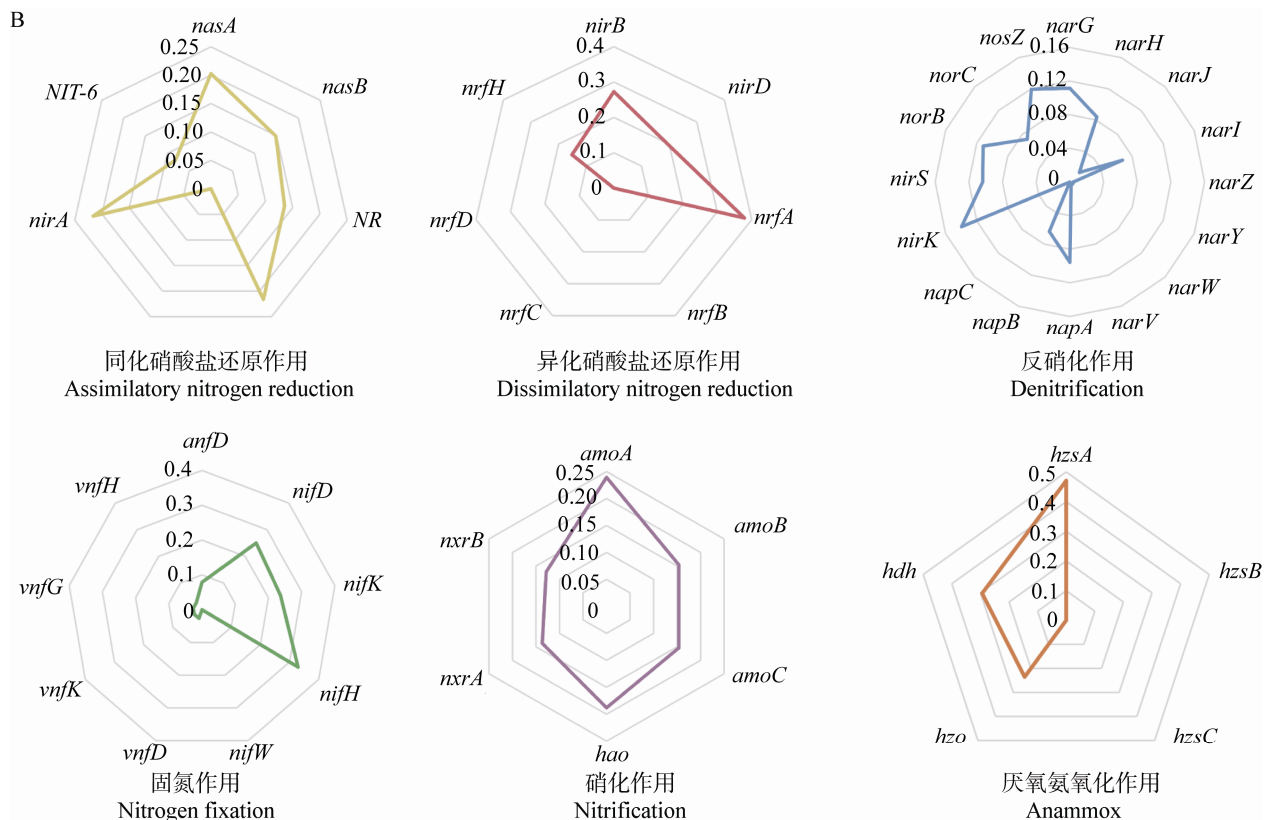 B
nasA
0.25
0.20
0.15
0.10
0.05
0
nasB
NR
nirA
NIT-6
同化硝酸盐还原作用
Assimilatory nitrogen reduction
nirB
0.4
0.3
0.2
0.1
0
nirD
nrfA
nrfB
nrfC
nrfD
nrfH
异化硝酸盐还原作用
Dissimilatory nitrogen reduction
narG
0.16
0.12
0.08
0.04
0
narH
narJ
narI
narZ
narY
narW
narV
napA
napB
napC
nirK
nirS
norB
norC
nosZ
反硝化作用
Denitrification
anfD
0.4
0.3
0.2
0.1
0
nifD
nifK
nifH
nifW
vnfD
vnfK
vnfG
vnfH
固氮作用
Nitrogen fixation
amoA
0.25
0.20
0.15
0.10
0.05
0
amoB
amoC
hao
nxrA
nxrB
硝化作用
Nitrification
hzsA
0.5
0.4
0.3
0.2
0.1
0
hzsB
hzsC
hzo
hdh
厌氧氨氧化作用
Anammox